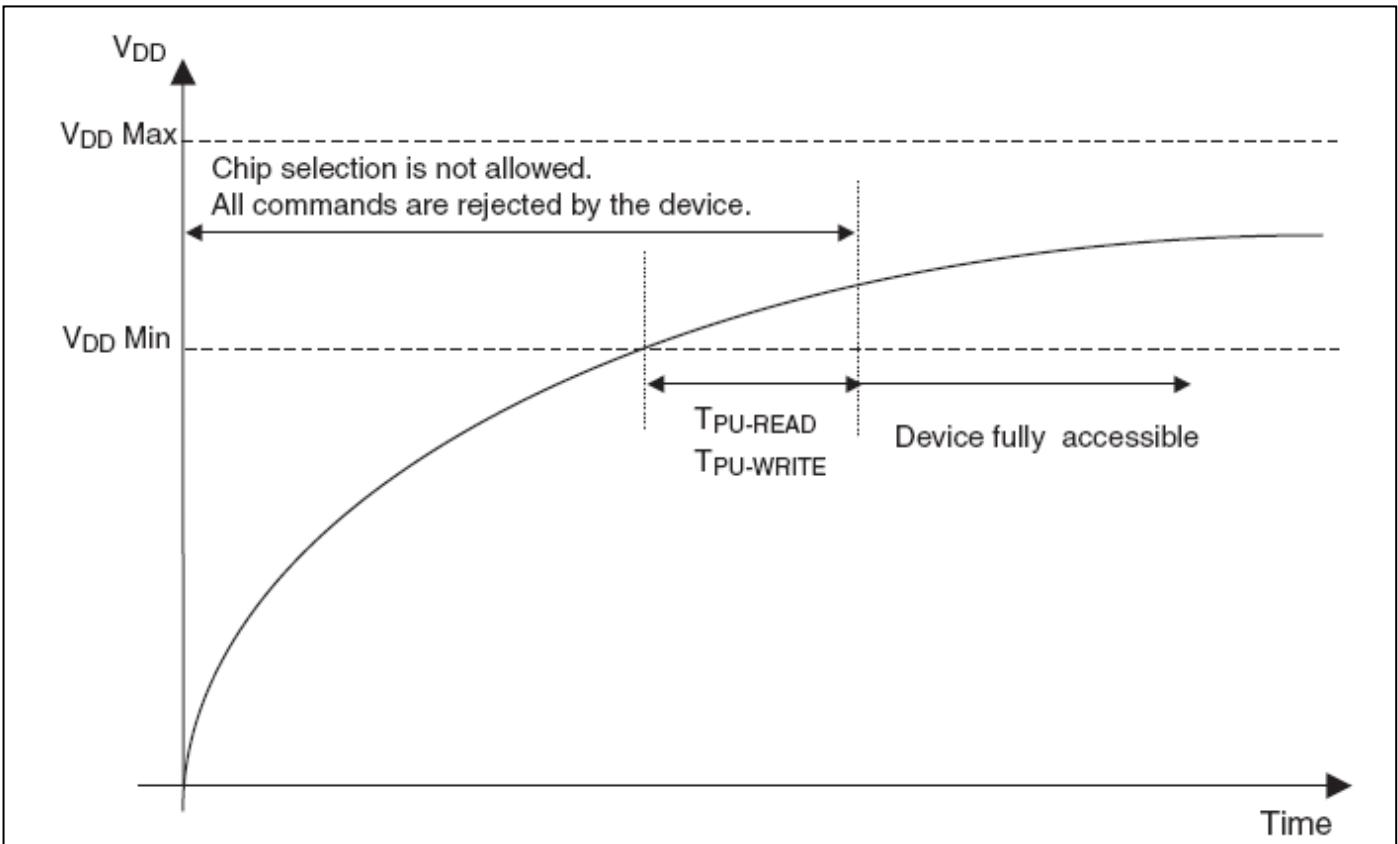 VDD
VDD Max
Chip selection is not allowed.
All commands are rejected by the device.
VDD Min
TPU-READ
TPU-WRITE
Device fully accessible
Time